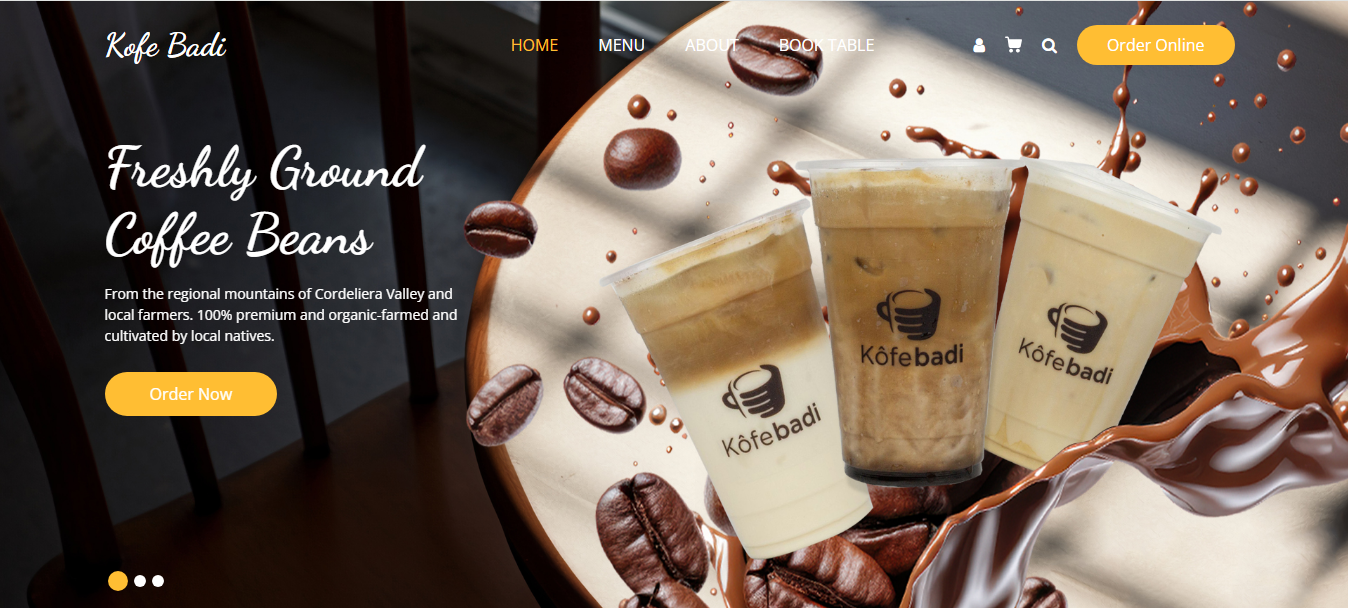 Kofe Badi
HOME MENU ABOUT BOOK TABLE
Order Online
Freshly Ground
Coffee Beans
From the regional mountains of Cordeliera Valley and
local farmers. 100% premium and organic-farmed and
cultivated by local natives.
Order Now
Kôfebadi
Kôfebadi
Kôfebadi